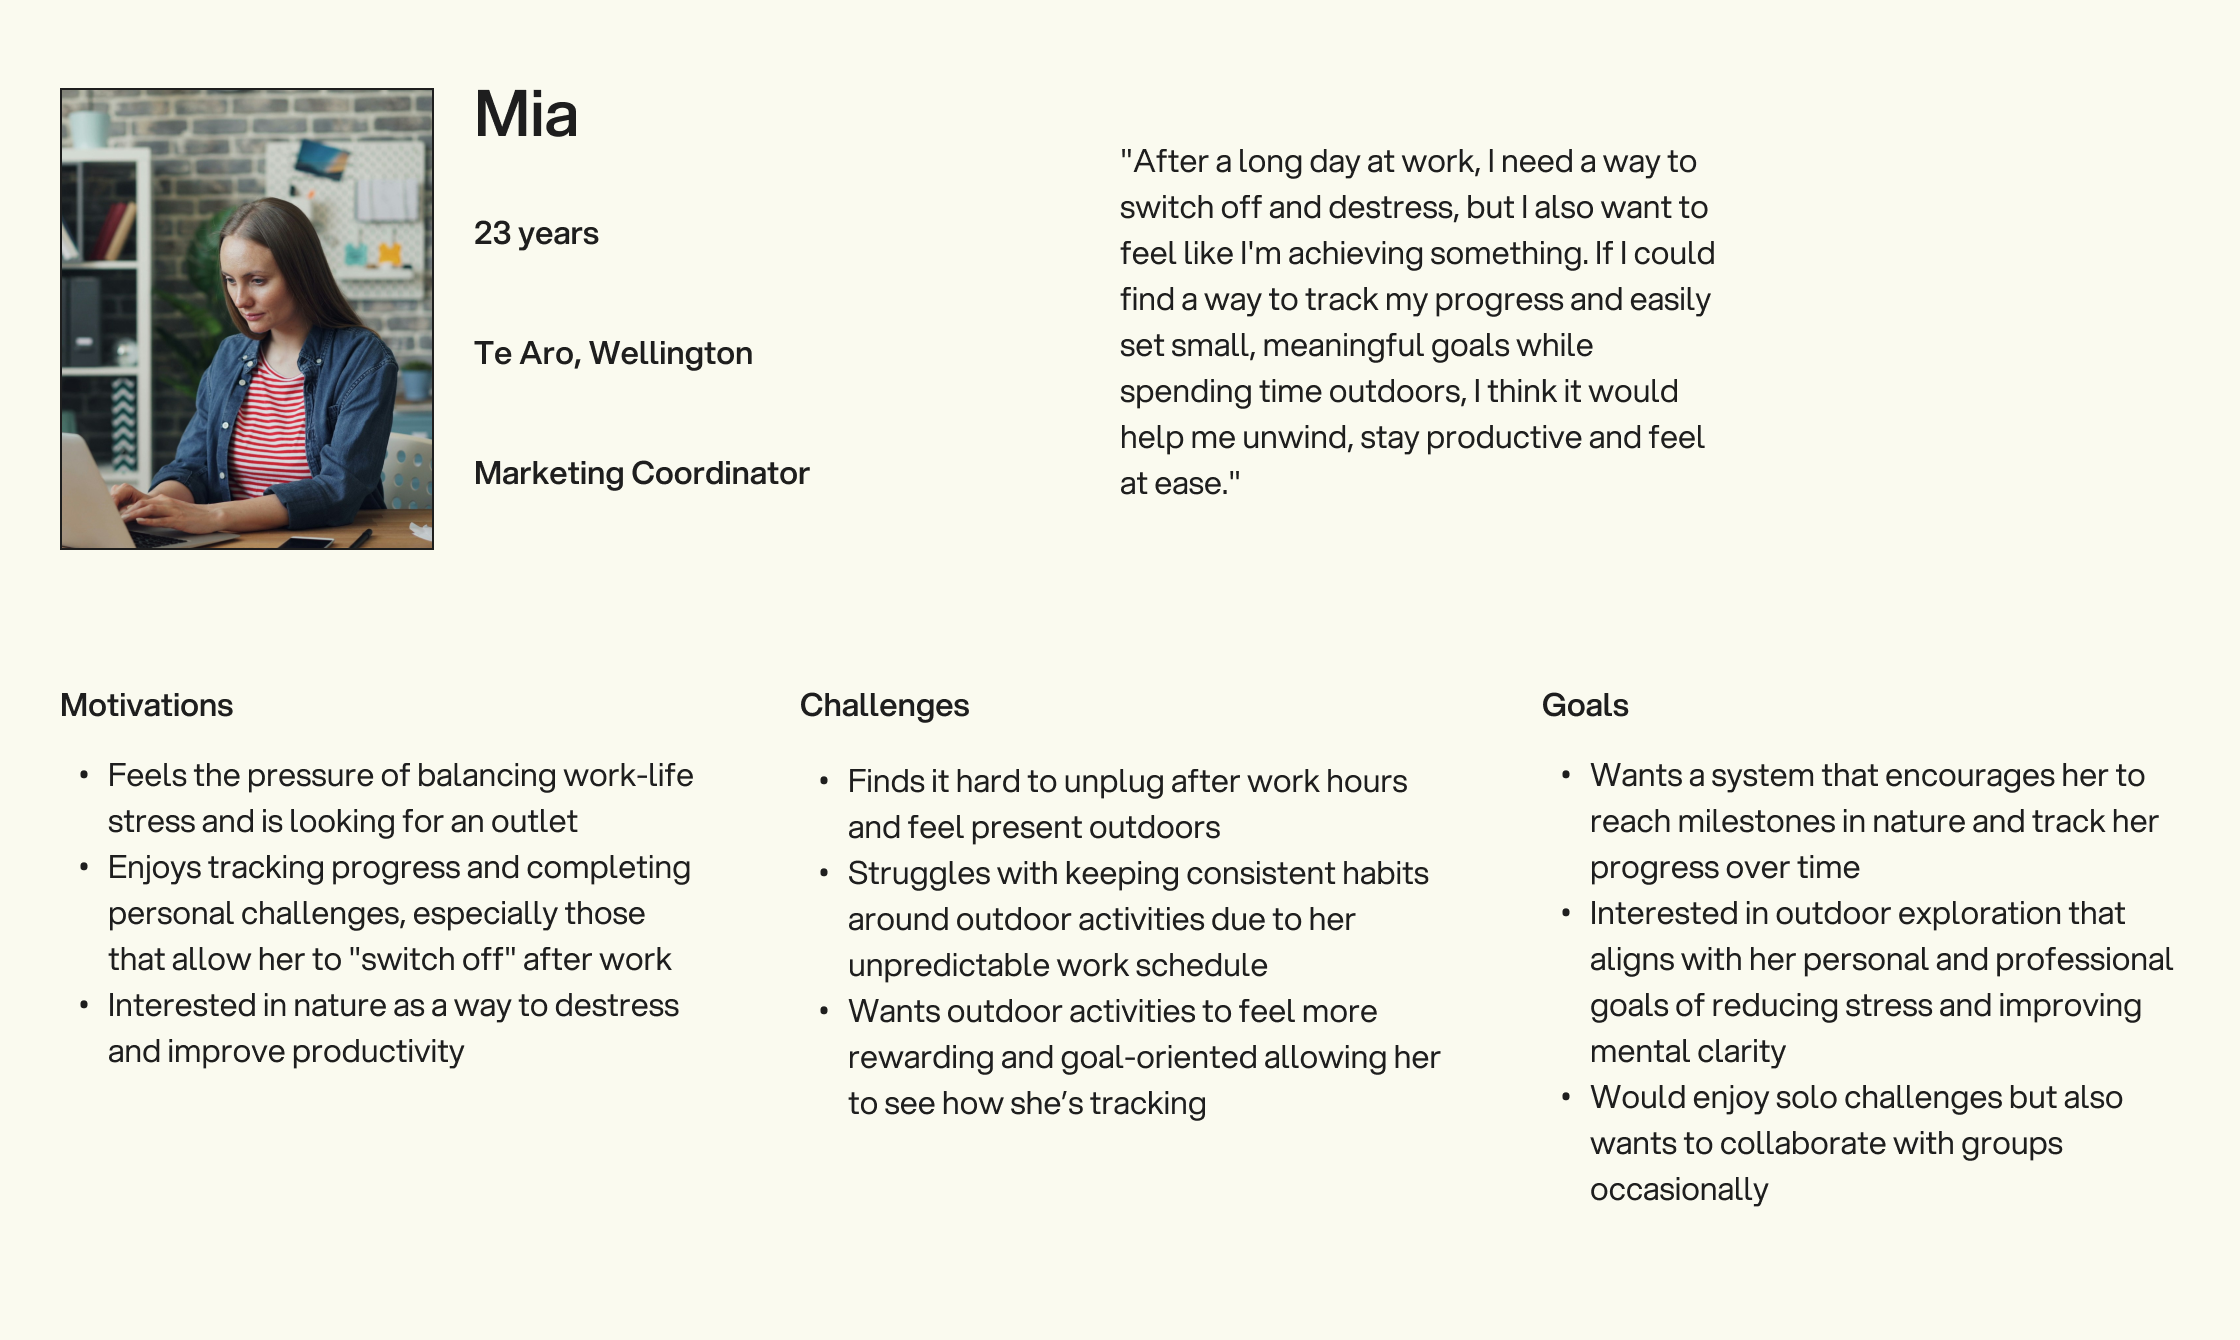 Mia
23 years
Te Aro, Wellington
Marketing Coordinator
"After a long day at work, I need a way to
switch off and destress, but I also want to
feel like I'm achieving something. If I could
find a way to track my progress and easily
set small, meaningful goals while
spending time outdoors, I think it would
help me unwind, stay productive and feel
at ease."
Motivations
• Feels the pressure of balancing work-life
stress and is looking for an outlet
• Enjoys tracking progress and completing
personal challenges, especially those
that allow her to "switch off" after work
• Interested in nature as a way to destress
and improve productivity
Challenges
• Finds it hard to unplug after work hours
and feel present outdoors
• Struggles with keeping consistent habits
around outdoor activities due to her
unpredictable work schedule
• Wants outdoor activities to feel more
rewarding and goal-oriented allowing her
to see how she’s tracking
Goals
• Wants a system that encourages her to
reach milestones in nature and track her
progress over time
• Interested in outdoor exploration that
aligns with her personal and professional
goals of reducing stress and improving
mental clarity
• Would enjoy solo challenges but also
wants to collaborate with groups
occasionally